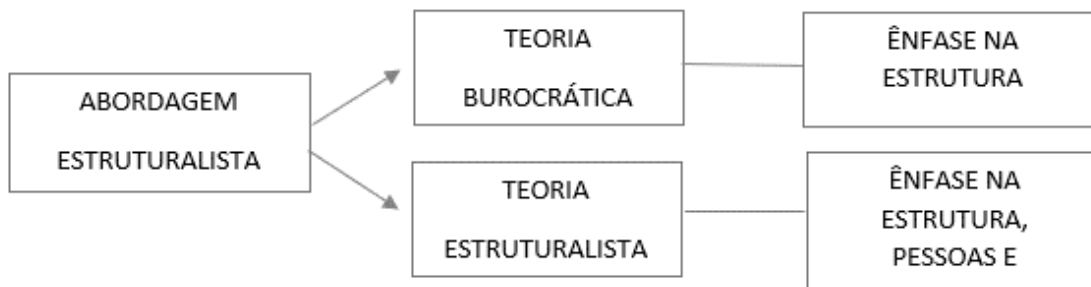 ABORDAGEM
ESTRUTURALISTA
TEORIA
BUROCRÁTICA
ÊNFASE NA
ESTRUTURA
TEORIA
ESTRUTURALISTA
ÊNFASE NA
ESTRUTURA,
PESSOAS E